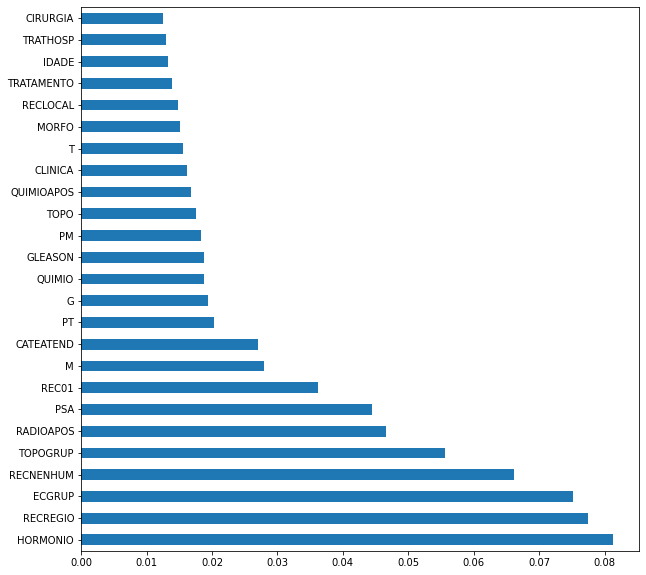 CIRURGIA
TRATHOSP
IDADE
TRATAMENTO
RECLOCAL
MORFO
T
CLINICA
QUIMIOAPOS
TOPO
PM
GLEASON
QUIMIO
G
PT
CATEATEND
M
REC01
PSA
RADIOAPOS
TOPOGRUP
RECNENHUM
ECGRUP
RECREGIO
HORMONIO
0.00 0.01 0.02 0.03 0.04 0.05 0.06 0.07 0.08